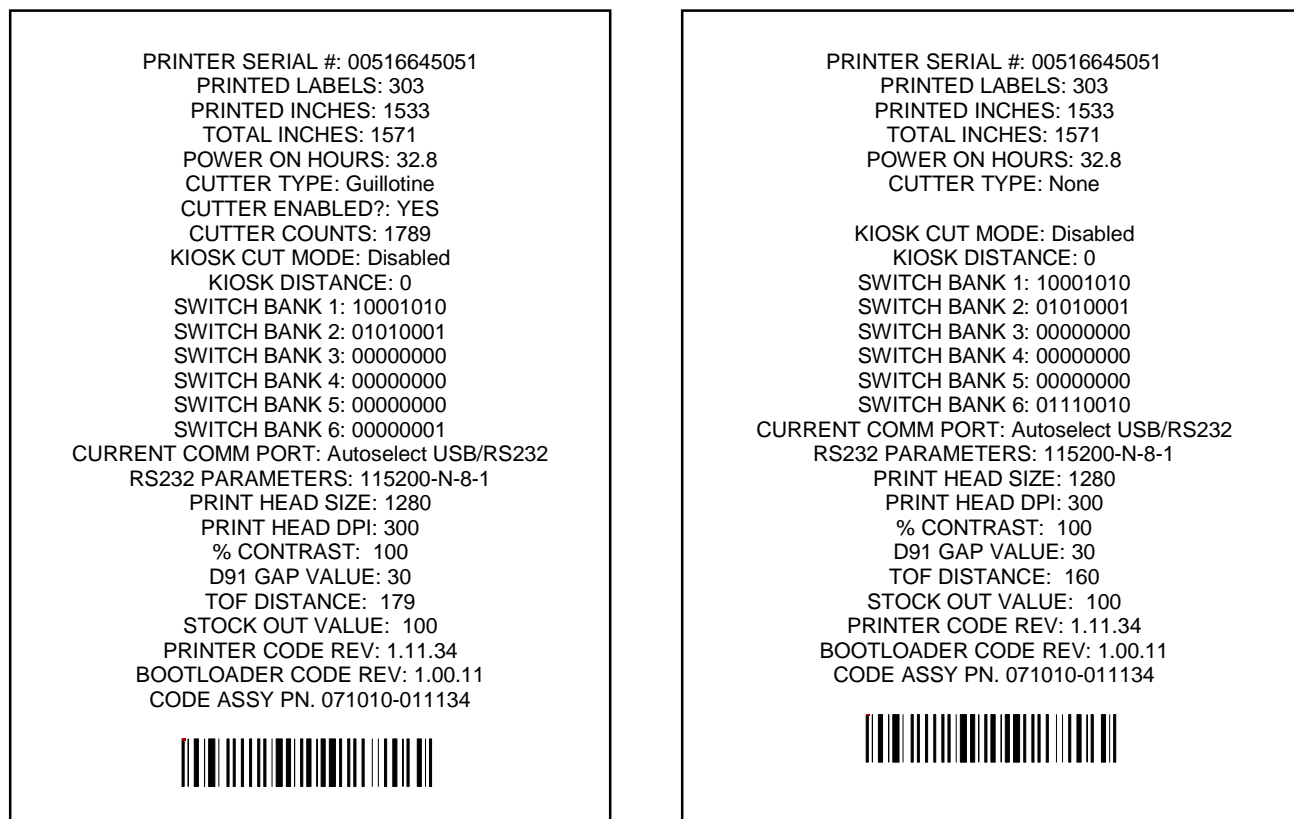 PRINTER SERIAL #: 00516645051
PRINTED LABELS: 303
PRINTED INCHES: 1533
TOTAL INCHES: 1571
POWER ON HOURS: 32.8
CUTTER TYPE: Guillotine
CUTTER ENABLED?: YES
CUTTER COUNTS: 1789
KIOSK CUT MODE: Disabled
KIOSK DISTANCE: 0
SWITCH BANK 1: 10001010
SWITCH BANK 2: 01010001
SWITCH BANK 3: 00000000
SWITCH BANK 4: 00000000
SWITCH BANK 5: 00000000
SWITCH BANK 6: 00000001
CURRENT COMM PORT: Autoselect USB/RS232
RS232 PARAMETERS: 115200-N-8-1
PRINT HEAD SIZE: 1280
PRINT HEAD DPI: 300
% CONTRAST: 100
D91 GAP VALUE: 30
TOF DISTANCE: 179
STOCK OUT VALUE: 100
PRINTER CODE REV: 1.11.34
BOOTLOADER CODE REV: 1.00.11
CODE ASSY PN. 071010-011134
PRINTER SERIAL #: 00516645051
PRINTED LABELS: 303
PRINTED INCHES: 1533
TOTAL INCHES: 1571
POWER ON HOURS: 32.8
CUTTER TYPE: None
KIOSK CUT MODE: Disabled
KIOSK DISTANCE: 0
SWITCH BANK 1: 10001010
SWITCH BANK 2: 01010001
SWITCH BANK 3: 00000000
SWITCH BANK 4: 00000000
SWITCH BANK 5: 00000000
SWITCH BANK 6: 01110010
CURRENT COMM PORT: Autoselect USB/RS232
RS232 PARAMETERS: 115200-N-8-1
PRINT HEAD SIZE: 1280
PRINT HEAD DPI: 300
% CONTRAST: 100
D91 GAP VALUE: 30
TOF DISTANCE: 160
STOCK OUT VALUE: 100
PRINTER CODE REV: 1.11.34
BOOTLOADER CODE REV: 1.00.11
CODE ASSY PN. 071010-011134